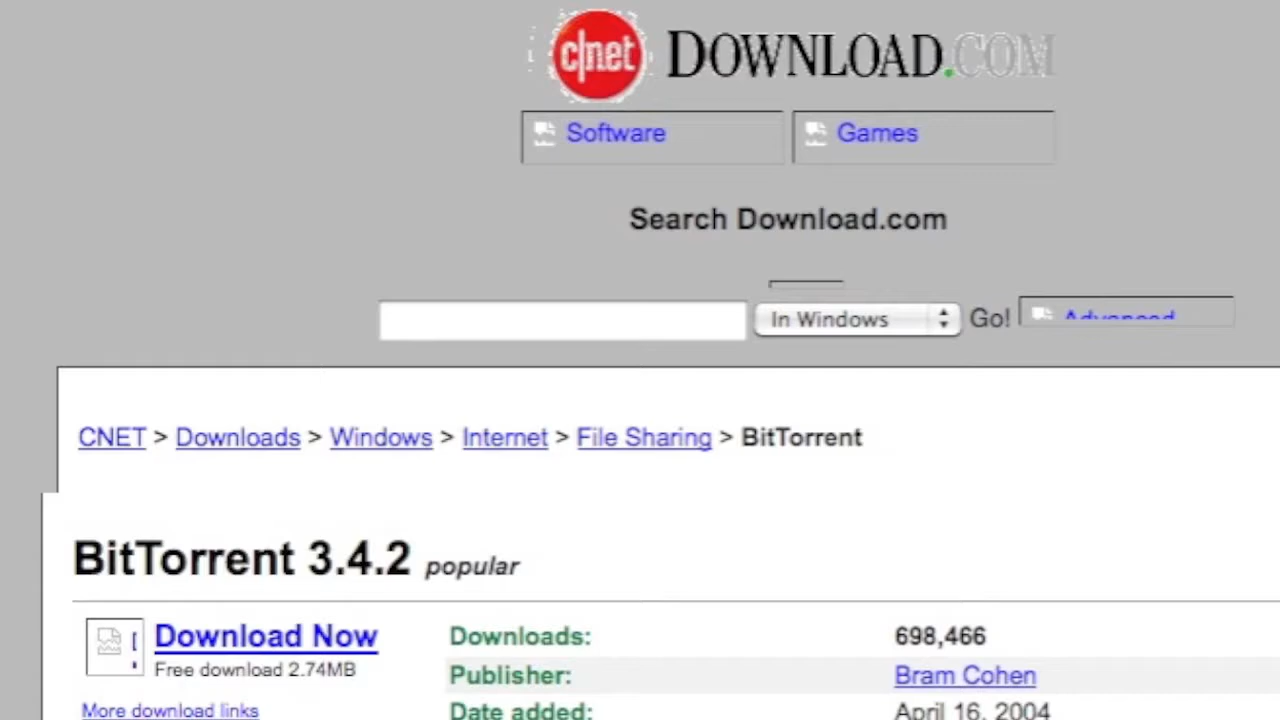 c|net DOWNLOAD.COM
Software Games
Search Download.com
In Windows Go! Advanced
CNET > Downloads > Windows > Internet > File Sharing > BitTorrent
BitTorrent 3.4.2 popular
Download Now Downloads: 698,466
Free download 2.74MB Publisher: Bram Cohen
More download links Date added: April 16, 2004